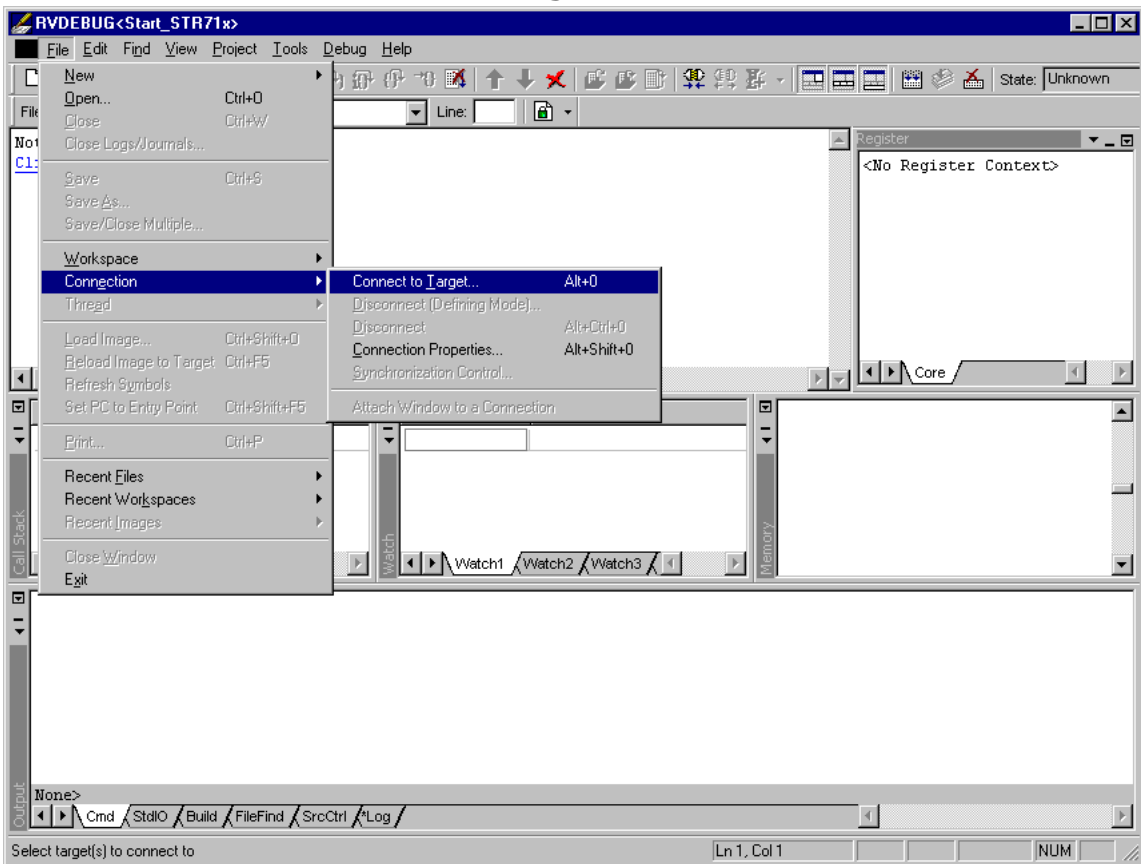 RVDEBUG<Start_STR71x>
File Edit Find View Project Tools Debug Help
State: Unknown
File
Line:
New
Open... Ctrl+O
Close Ctrl+W
Close Logs/Journals...
Save Ctrl+S
Save As...
Save/Close Multiple...
Workspace
Connection
Thread
Load Image... Ctrl+Shift+O
Reload Image to Target Ctrl+F5
Refresh Symbols
Set PC to Entry Point Ctrl+Shift+F5
Print... Ctrl+P
Recent Files
Recent Workspaces
Recent Images
Close Window
Exit
Connect to Target... Alt+0
Disconnect (Defining Mode)...
Disconnect Alt+Ctrl+0
Connection Properties... Alt+Shift+0
Synchronization Control...
Attach Window to a Connection
Register
<No Register Context>
Core
Call Stack
Watch
Watch1 Watch2 Watch3
Memory
None>
Output
Cmd StdIO Build FileFind SrcCtrl *Log
Select target(s) to connect to
Ln 1, Col 1
NUM